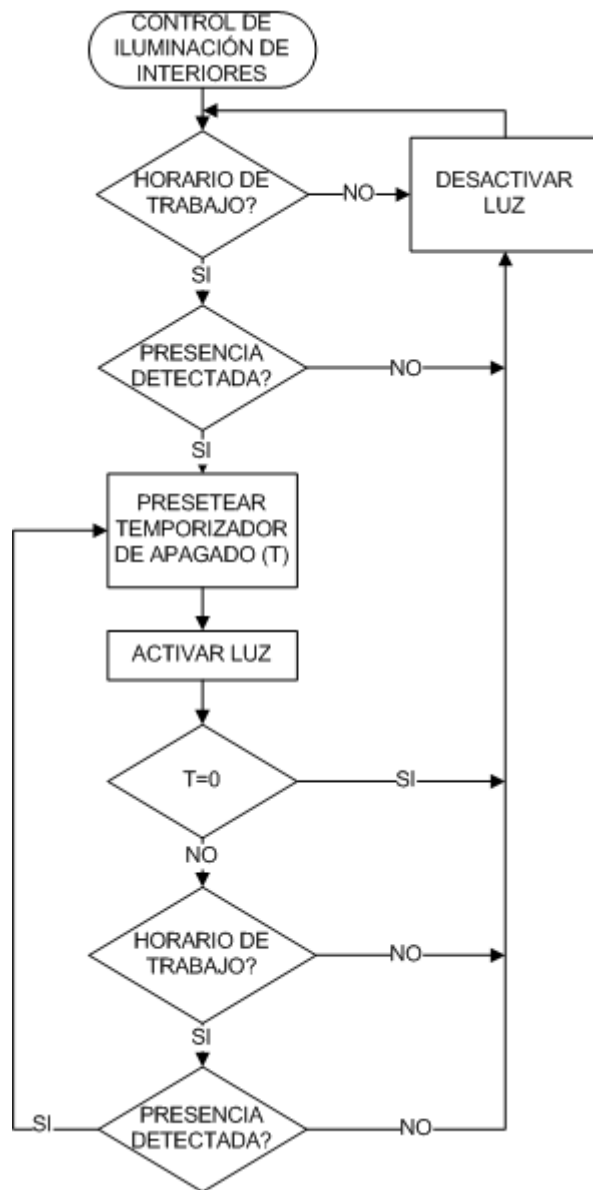 CONTROL DE
ILUMINACIÓN DE
INTERIORES
HORARIO DE
TRABAJO?
NO
DESACTIVAR
LUZ
SI
PRESENCIA
DETECTADA?
NO
SI
PRESETEAR
TEMPORIZADOR
DE APAGADO (T)
ACTIVAR LUZ
T=0
SI
NO
HORARIO DE
TRABAJO?
NO
SI
SI
PRESENCIA
DETECTADA?
NO